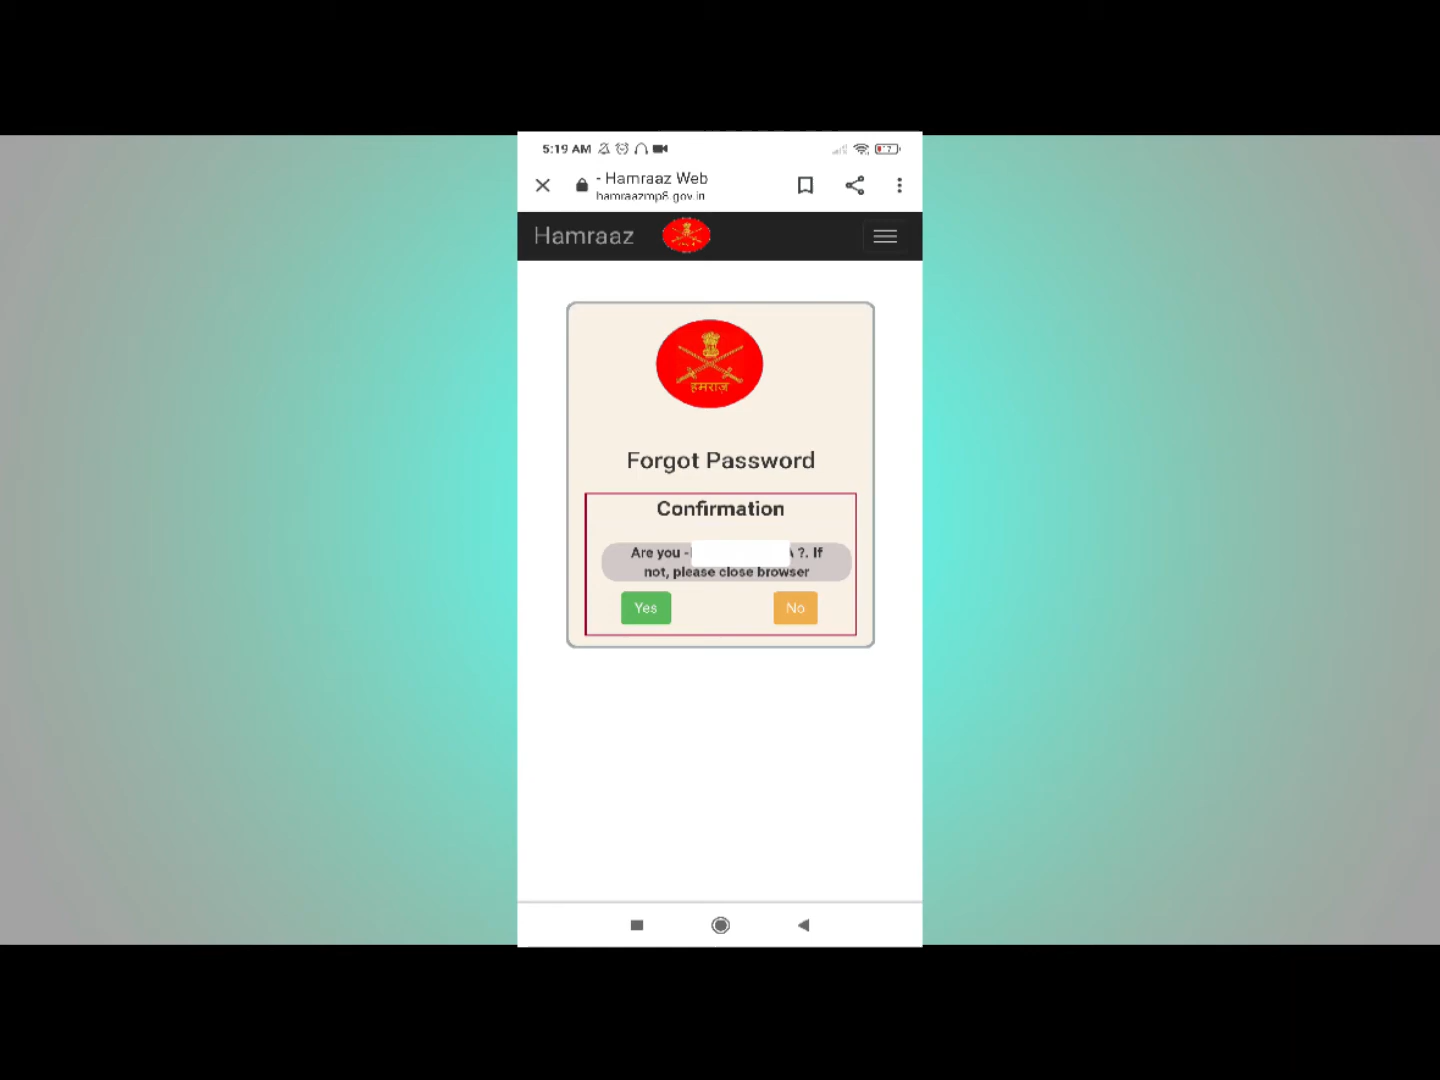 5:19 AM
7
- Hamraaz Web
hamraazmp8.gov.in
Hamraaz
हमराज़
Forgot Password
Confirmation
Are you - ?. If
not, please close browser
Yes
No